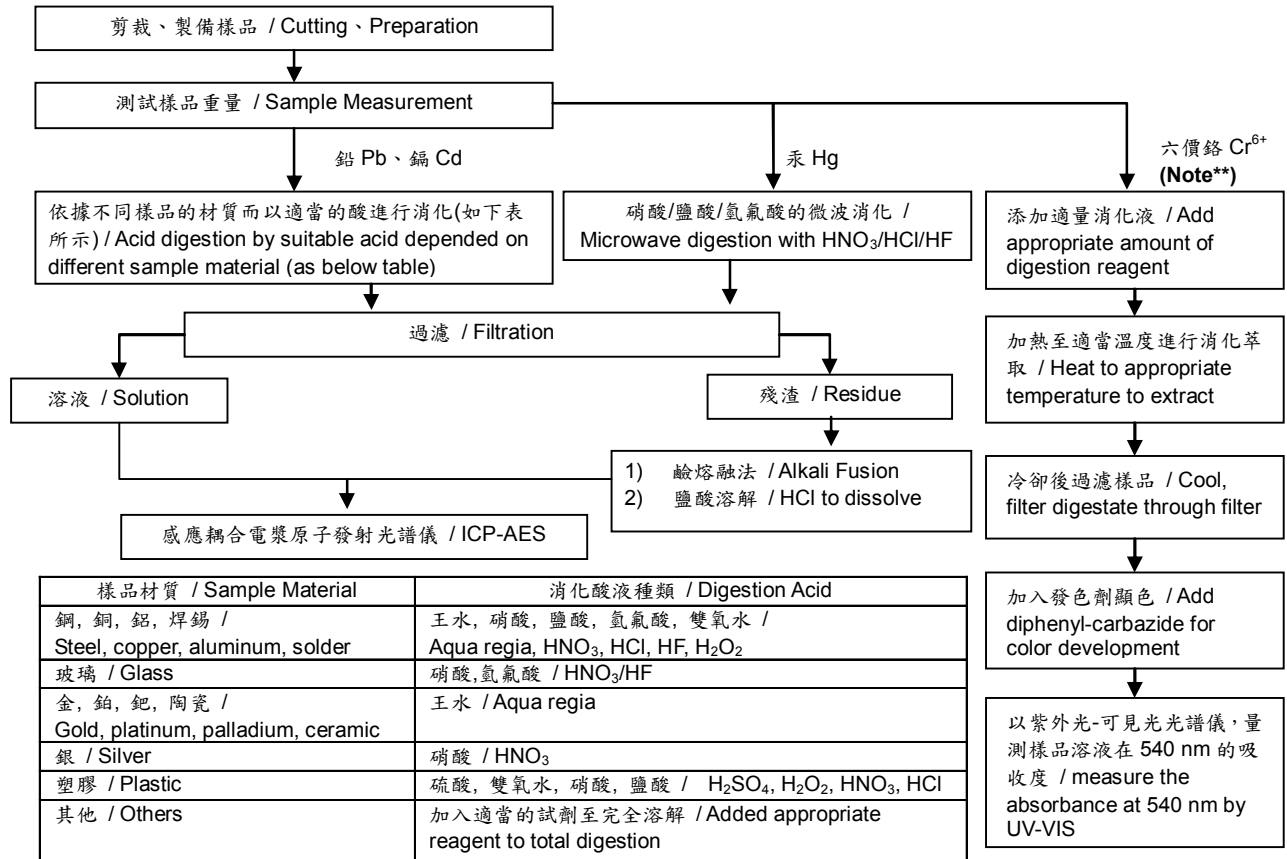 剪裁、製備樣品 / Cutting、Preparation
測試樣品重量 / Sample Measurement
鉛 Pb、鎘 Cd
汞 Hg
六價鉻 Cr⁶⁺
(Note**)
依據不同樣品的材質而以適當的酸進行消化(如下表
所示) / Acid digestion by suitable acid depended on
different sample material (as below table)
硝酸/鹽酸/氫氟酸的微波消化 /
Microwave digestion with HNO₃/HCl/HF
添加適量消化液 / Add
appropriate amount of
digestion reagent
過濾 / Filtration
加熱至適當溫度進行消化萃
取 / Heat to appropriate
temperature to extract
溶液 / Solution
殘渣 / Residue
1) 鹼熔融法 / Alkali Fusion
2) 鹽酸溶解 / HCl to dissolve
冷卻後過濾樣品 / Cool,
filter digestate through filter
感應耦合電漿原子發射光譜儀 / ICP-AES
加入發色劑顯色 / Add
diphenyl-carbazide for
color development
以紫外光-可見光光譜儀，量
測樣品溶液在 540 nm 的吸
收度 / measure the
absorbance at 540 nm by
UV-VIS
樣品材質 / Sample Material 消化酸液種類 / Digestion Acid
鋼, 銅, 鋁, 焊錫 /
Steel, copper, aluminum, solder
王水, 硝酸, 鹽酸, 氫氟酸, 雙氧水 /
Aqua regia, HNO₃, HCl, HF, H₂O₂
玻璃 / Glass 硝酸,氫氟酸 / HNO₃/HF
金, 鉑, 鈀, 陶瓷 /
Gold, platinum, palladium, ceramic
王水 / Aqua regia
銀 / Silver 硝酸 / HNO₃
塑膠 / Plastic 硫酸, 雙氧水, 硝酸, 鹽酸 / H₂SO₄, H₂O₂, HNO₃, HCl
其他 / Others 加入適當的試劑至完全溶解 / Added appropriate
reagent to total digestion